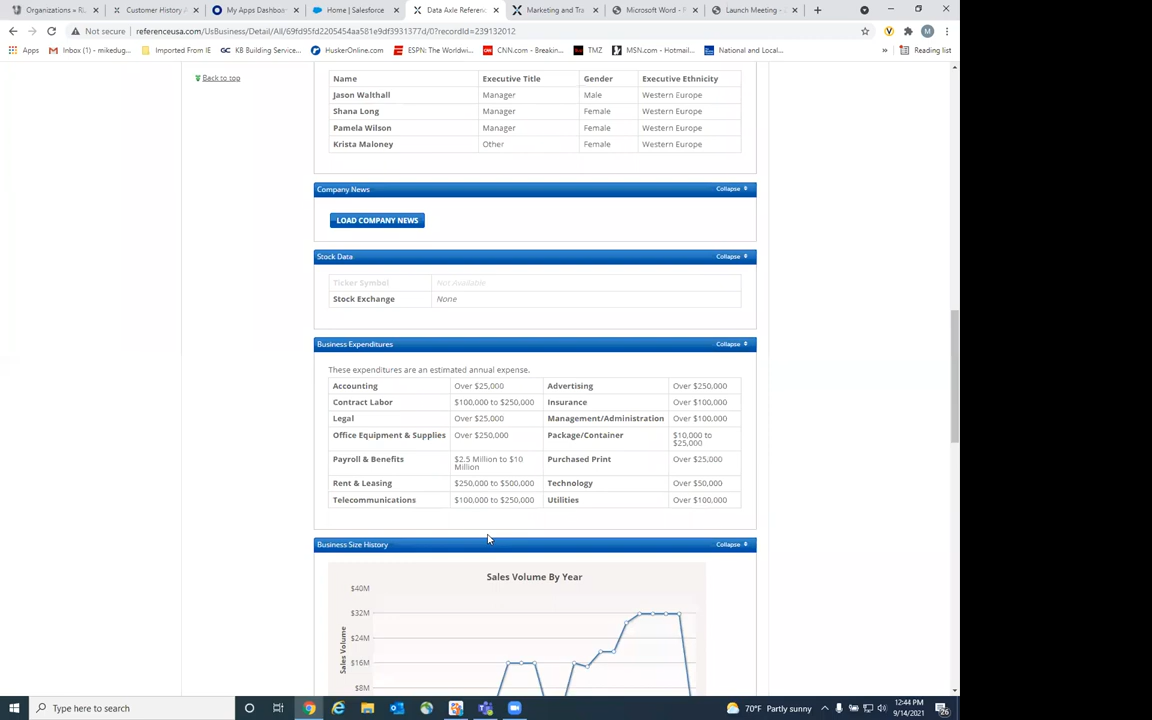 Organizations » R
Customer History A
My Apps Dashbo
Home | Salesforce
Data Axle Referen
Marketing and Tra
Microsoft Word - F
Launch Meeting -
Not secure | referenceusa.com/UsBusiness/Detail/All/69fd95fd2205454aa581e9df3931377d/0?recordId=239132012
Apps
Inbox (1) - mikedug...
Imported From IE
KB Building Service...
HuskerOnline.com
ESPN: The Worldwi...
CNN.com - Breakin...
TMZ
MSN.com - Hotmail...
National and Local...
»
Reading list
Back to top
Name Executive Title Gender Executive Ethnicity
Jason Walthall Manager Male Western Europe
Shana Long Manager Female Western Europe
Pamela Wilson Manager Female Western Europe
Krista Maloney Other Female Western Europe
Company News Collapse
LOAD COMPANY NEWS
Stock Data Collapse
Ticker Symbol Not Available
Stock Exchange None
Business Expenditures Collapse
These expenditures are an estimated annual expense.
Accounting Over $25,000 Advertising Over $250,000
Contract Labor $100,000 to $250,000 Insurance Over $100,000
Legal Over $25,000 Management/Administration Over $100,000
Office Equipment & Supplies Over $250,000 Package/Container $10,000 to
$25,000
Payroll & Benefits $2.5 Million to $10 Purchased Print Over $25,000
Million
Rent & Leasing $250,000 to $500,000 Technology Over $50,000
Telecommunications $100,000 to $250,000 Utilities Over $100,000
Business Size History Collapse
Sales Volume By Year
$40M
$32M
$24M
$16M
$8M
Sales Volume
Type here to search
70°F Partly sunny
12:44 PM
9/14/2021
26